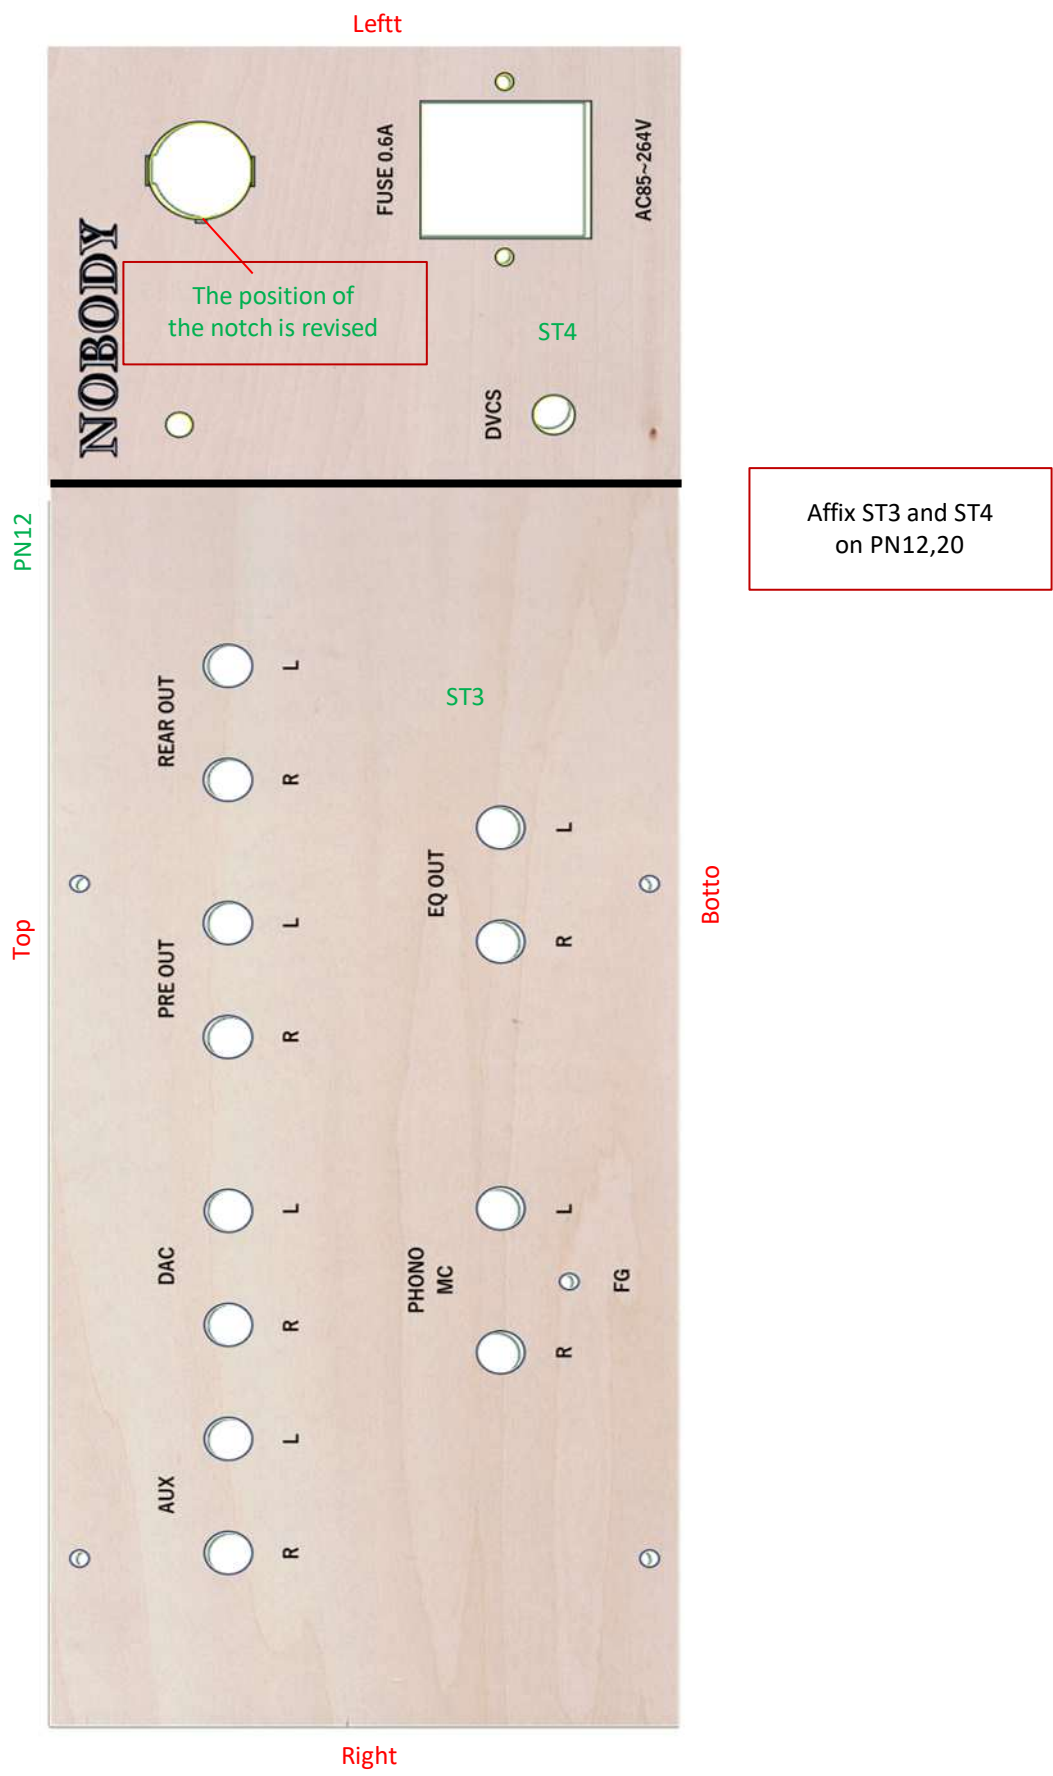 Leftt
FUSE 0.6A
AC85~264V
NOBODY
The position of
the notch is revised
ST4
DVCS
PN12
Affix ST3 and ST4
on PN12,20
REAR OUT
L
R
ST3
EQ OUT
L
R
Top
Botto
PRE OUT
L
R
DAC
L
R
PHONO
MC
L
FG
R
AUX
L
R
Right